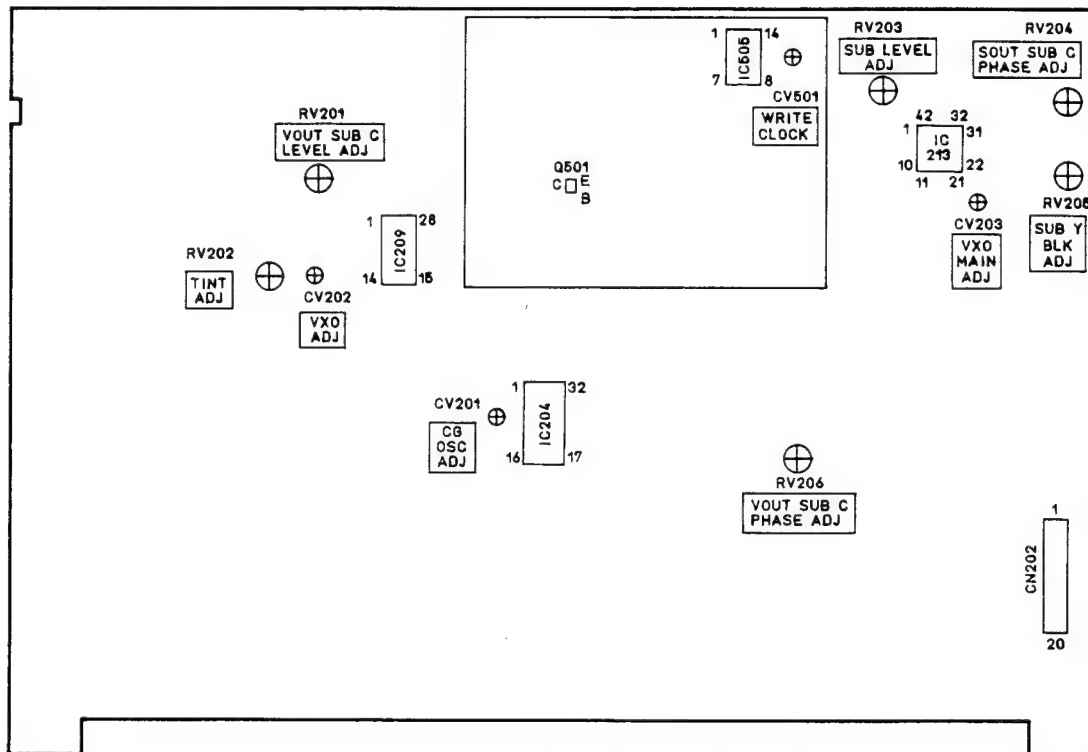 RV203
RV204
1
14
IC505
7
8
SUB LEVEL
ADJ
SOUT SUB C
PHASE ADJ
CV501
WRITE
CLOCK
RV201
VOUT SUB C
LEVEL ADJ
42
32
1
31
IC
213
10
22
11
21
Q501
C
E
B
RV205
SUB Y
BLK
ADJ
CV203
VXO
MAIN
ADJ
1
28
IC209
14
15
RV202
TINT
ADJ
CV202
VXO
ADJ
1
32
IC204
16
17
CV201
CG
OSC
ADJ
RV206
VOUT SUB C
PHASE ADJ
1
CN202
20